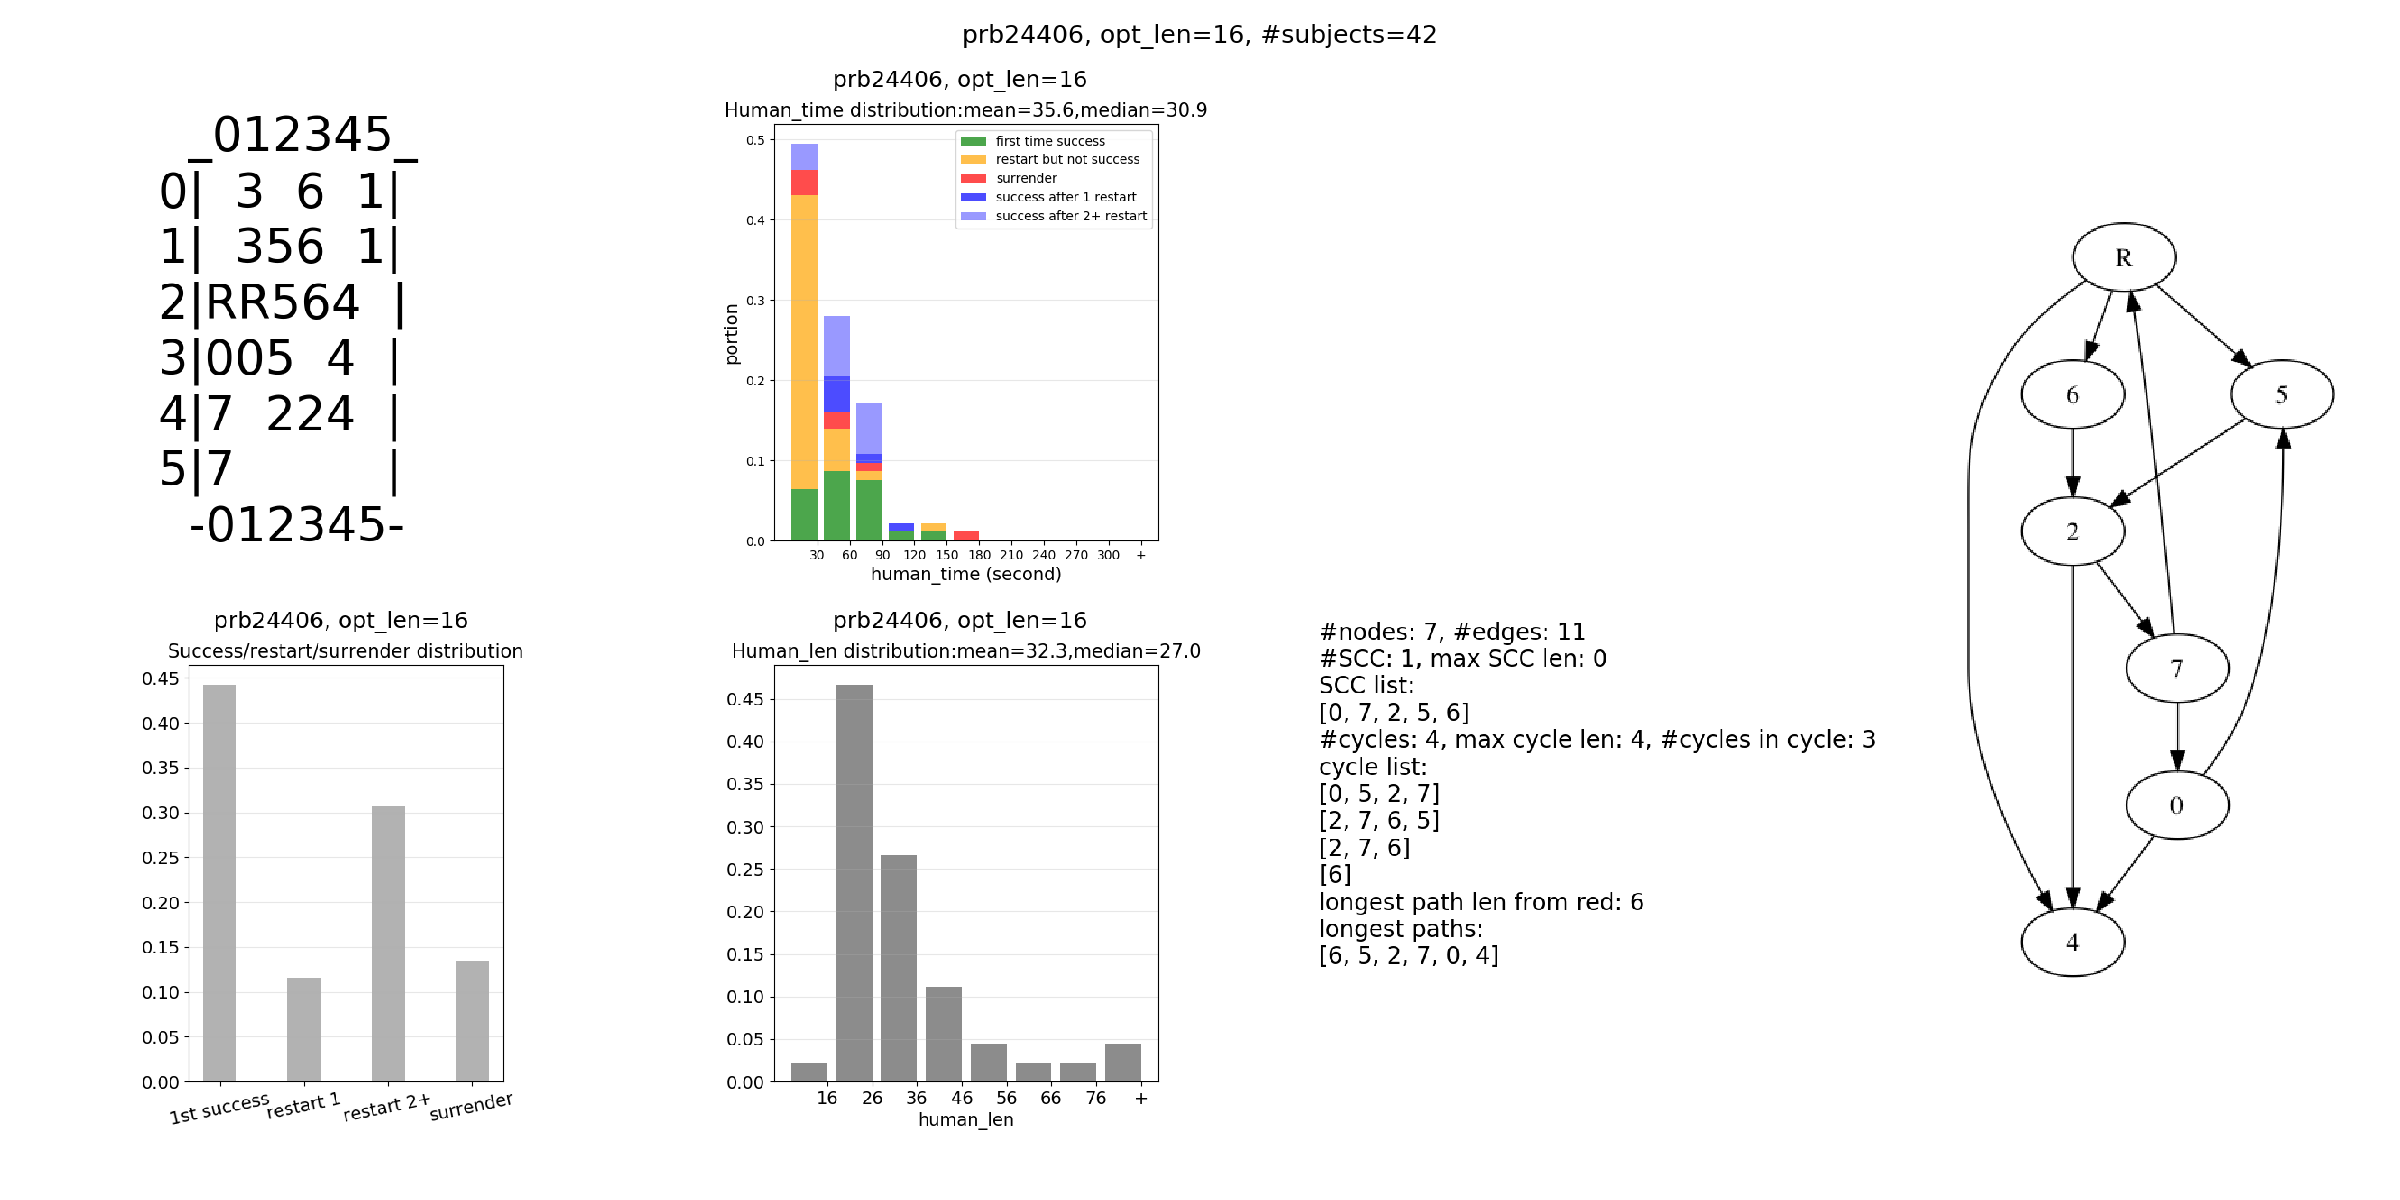 prb24406, opt_len=16, #subjects=42
_012345_
0|  3  6  1|
1|  356  1|
2|RR564  |
3|005  4  |
4|7  224  |
5|7          |
-012345-
prb24406, opt_len=16
Human_time distribution:mean=35.6,median=30.9
0.5
0.4
0.3
0.2
0.1
0.0
portion
first time success
restart but not success
surrender
success after 1 restart
success after 2+ restart
30 60 90 120 150 180 210 240 270 300 +
human_time (second)
prb24406, opt_len=16
Success/restart/surrender distribution
0.45
0.40
0.35
0.30
0.25
0.20
0.15
0.10
0.05
0.00
1st success restart 1 restart 2+ surrender
prb24406, opt_len=16
Human_len distribution:mean=32.3,median=27.0
0.45
0.40
0.35
0.30
0.25
0.20
0.15
0.10
0.05
0.00
16 26 36 46 56 66 76 +
human_len
#nodes: 7, #edges: 11
#SCC: 1, max SCC len: 0
SCC list:
[0, 7, 2, 5, 6]
#cycles: 4, max cycle len: 4, #cycles in cycle: 3
cycle list:
[0, 5, 2, 7]
[2, 7, 6, 5]
[2, 7, 6]
[6]
longest path len from red: 6
longest paths:
[6, 5, 2, 7, 0, 4]
R
6
5
2
7
0
4